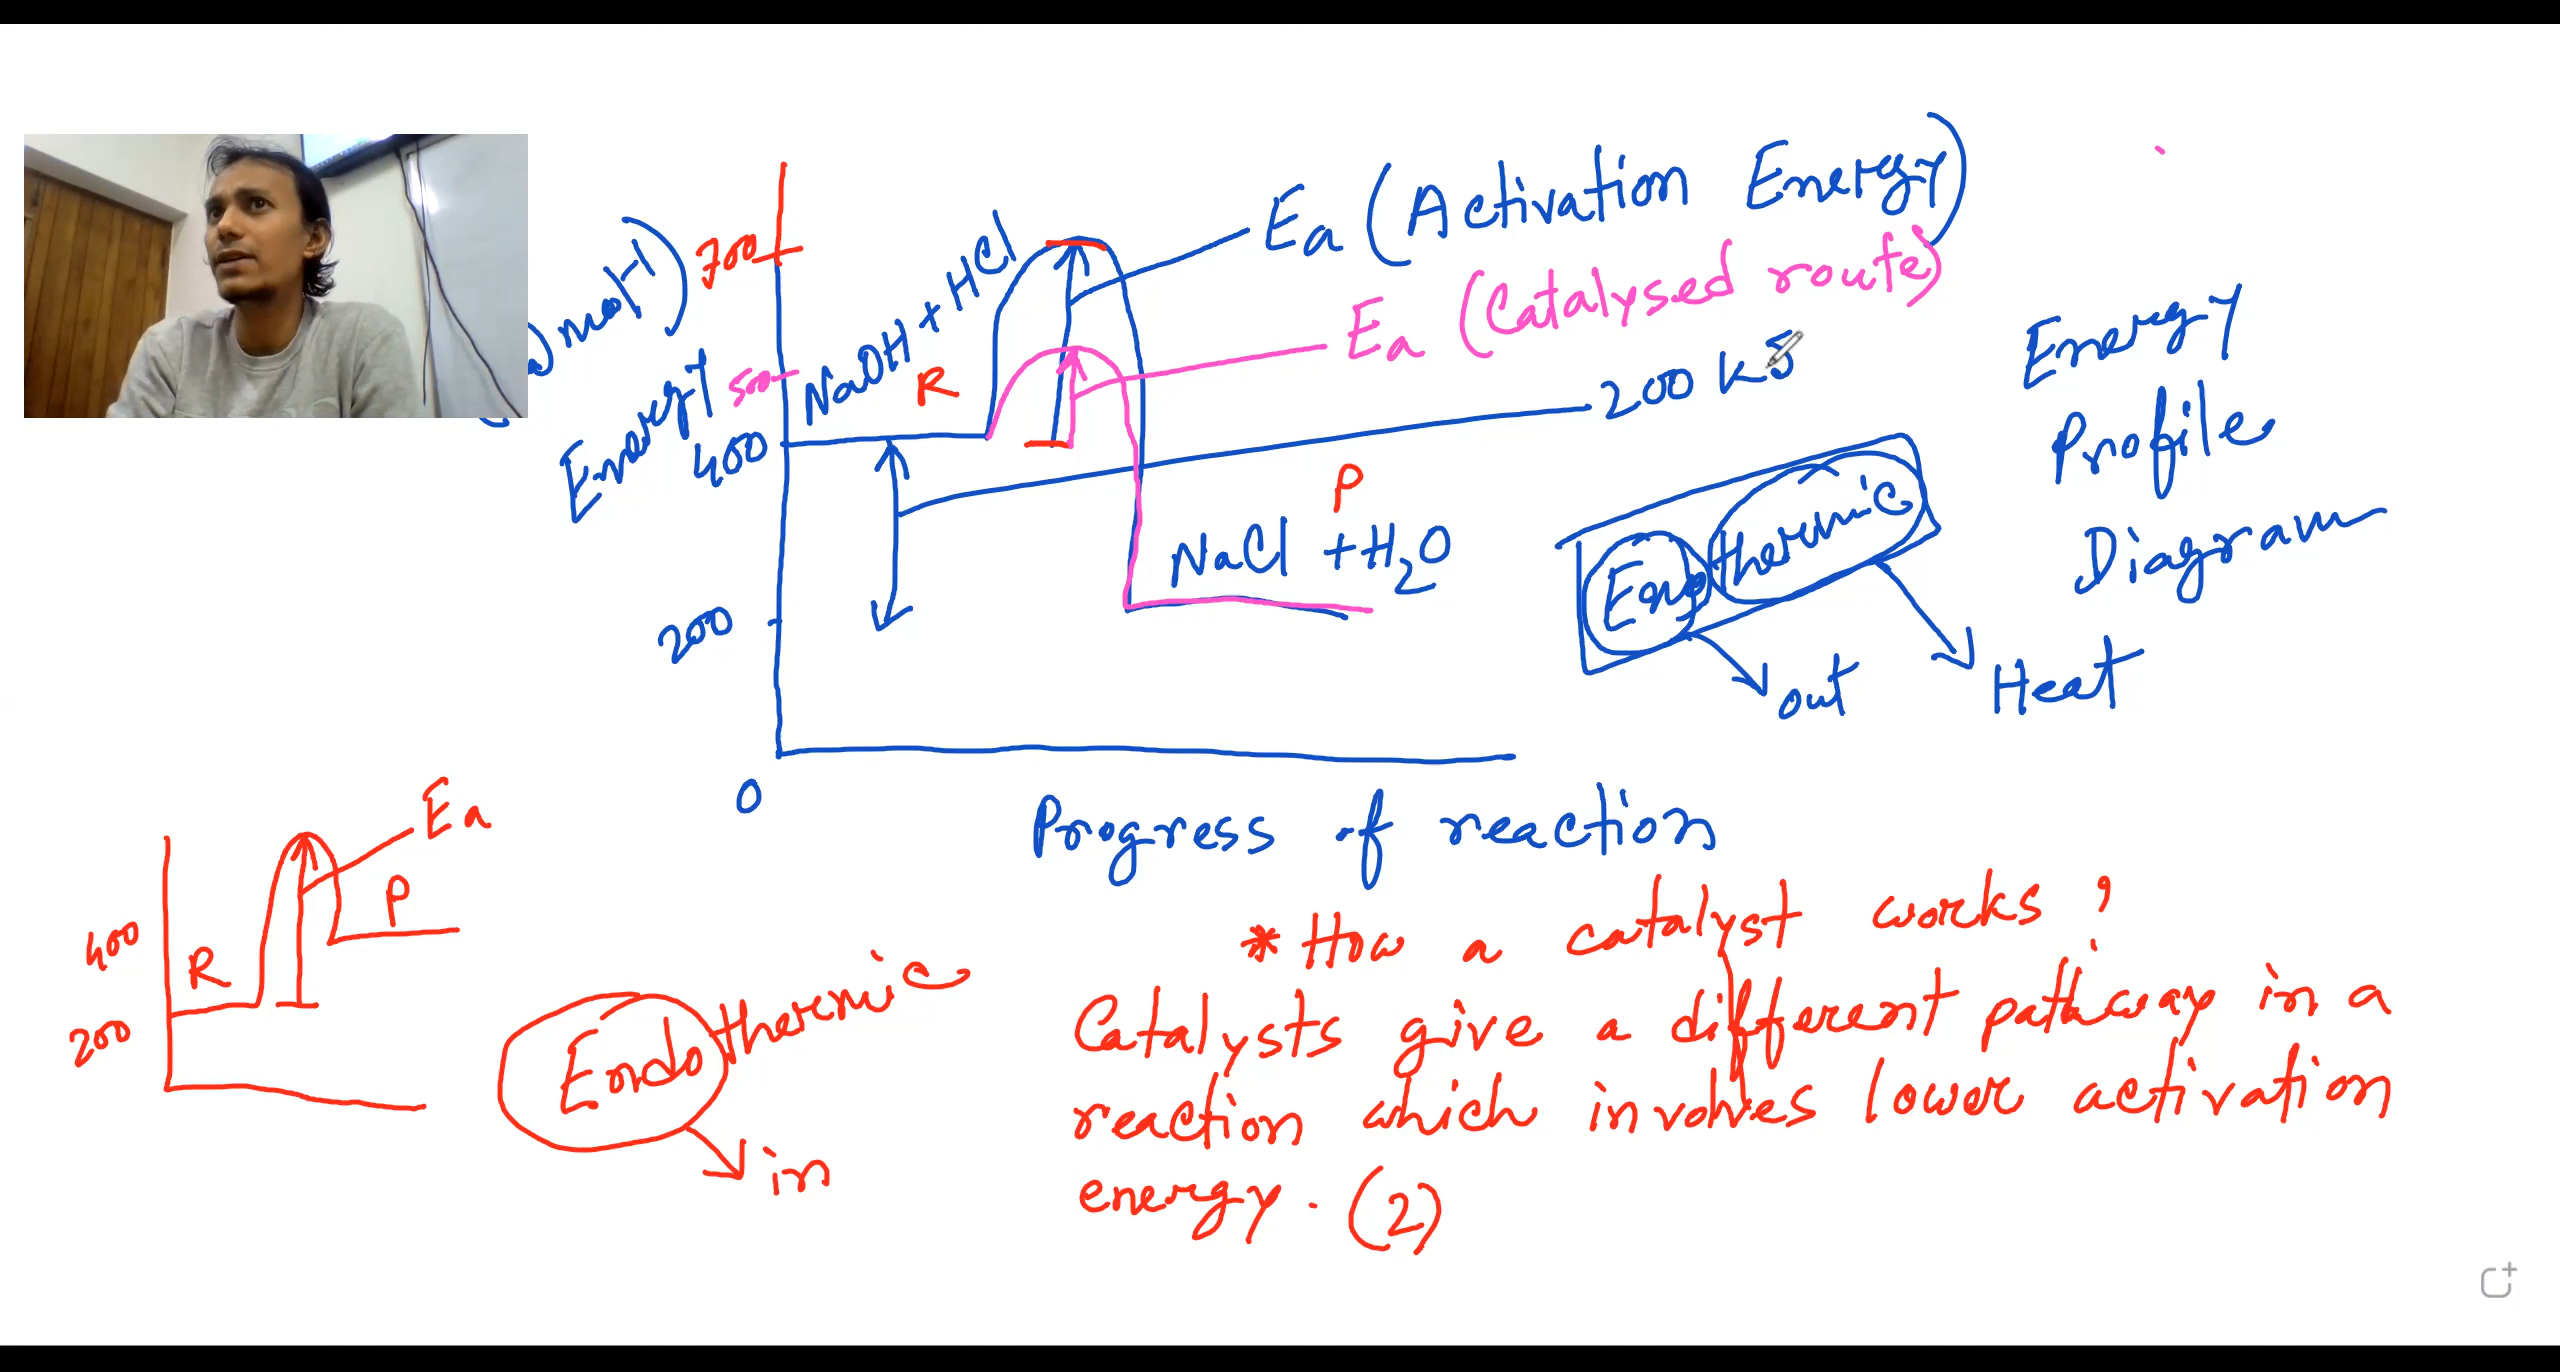 Ea (Activation Energy)
Ea (Catalysed route)
200 kJ
mol-1)
Energy
700
500
400
200
0
NaOH + HCl
R
P
NaCl + H2O
Progress of reaction
Energy
Profile
Diagram
thermic
out
Heat
Ea
400
200
R
P
Endothermic
in
* How a catalyst works?
Catalysts give a different pathway in a
reaction which involves lower activation
energy. (2)